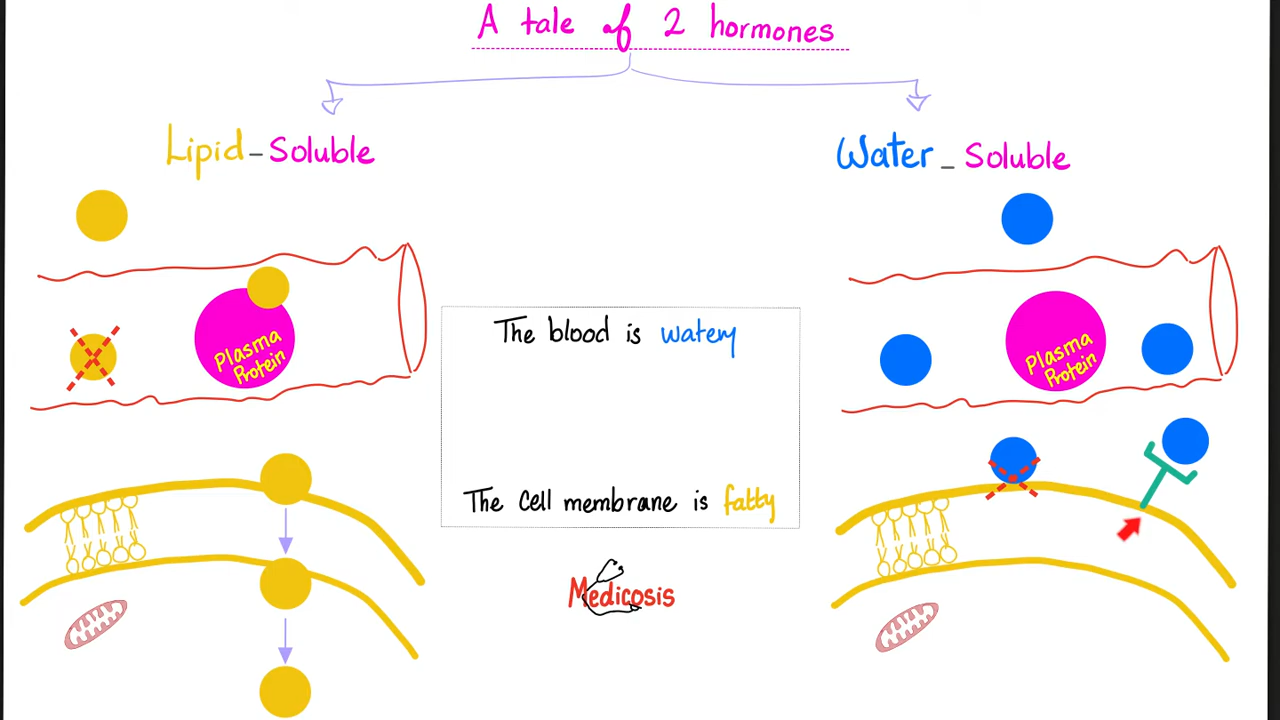 A tale of 2 hormones
Lipid-Soluble
Water-Soluble
Plasma
Protein
Plasma
Protein
The blood is watery
The cell membrane is fatty
Medicosis